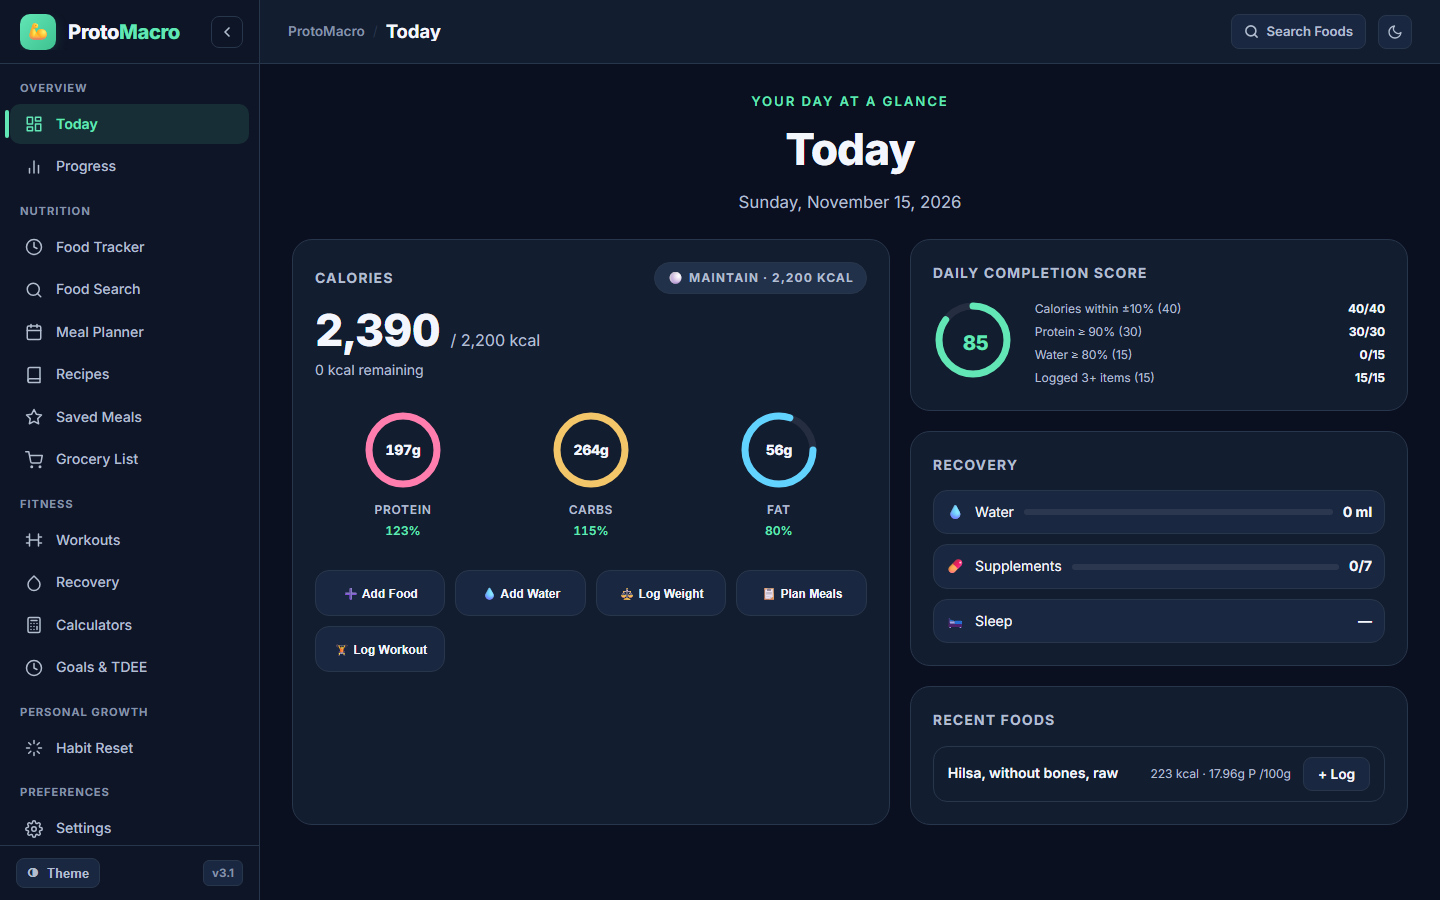 ProtoMacro
OVERVIEW
Today
Progress
NUTRITION
Food Tracker
Food Search
Meal Planner
Recipes
Saved Meals
Grocery List
FITNESS
Workouts
Recovery
Calculators
Goals & TDEE
PERSONAL GROWTH
Habit Reset
PREFERENCES
Settings
Theme
v3.1
ProtoMacro / Today
Search Foods
YOUR DAY AT A GLANCE
Today
Sunday, November 15, 2026
CALORIES
MAINTAIN · 2,200 KCAL
2,390 / 2,200 kcal
0 kcal remaining
197g
PROTEIN
123%
264g
CARBS
115%
56g
FAT
80%
Add Food
Add Water
Log Weight
Plan Meals
Log Workout
DAILY COMPLETION SCORE
85
Calories within ±10% (40) 40/40
Protein ≥ 90% (30) 30/30
Water ≥ 80% (15) 0/15
Logged 3+ items (15) 15/15
RECOVERY
Water 0 ml
Supplements 0/7
Sleep —
RECENT FOODS
Hilsa, without bones, raw 223 kcal · 17.96g P /100g + Log